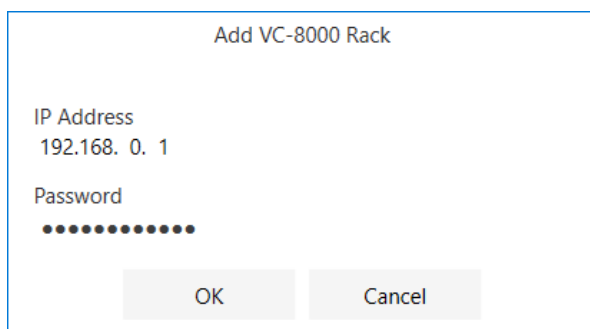 Add VC-8000 Rack
IP Address
192.168. 0. 1
Password
●●●●●●●●●●●●
OK Cancel